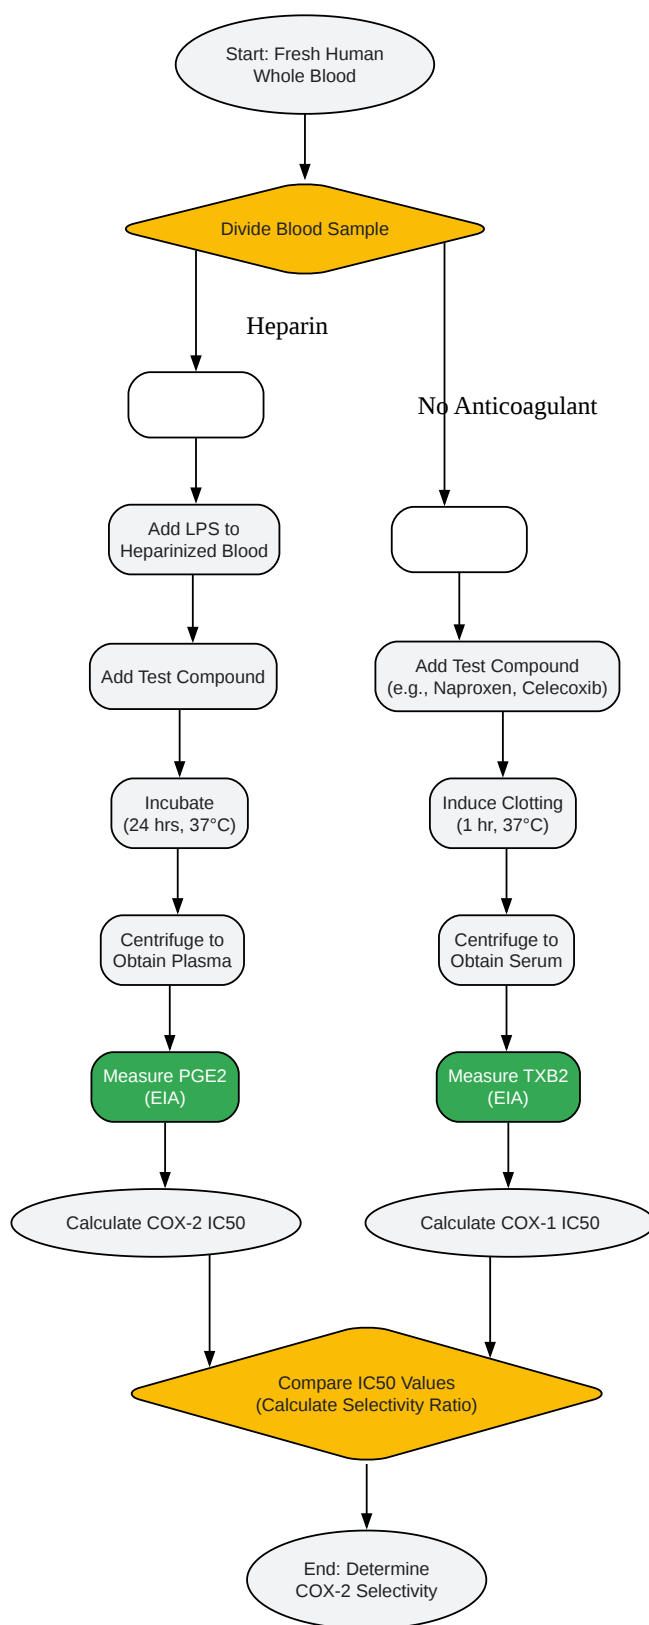 Start: Fresh Human
Whole Blood
Divide Blood Sample
Heparin
No Anticoagulant
Add LPS to
Heparinized Blood
Add Test Compound
Incubate
(24 hrs, 37°C)
Centrifuge to
Obtain Plasma
Measure PGE2
(EIA)
Calculate COX-2 IC50
Add Test Compound
(e.g., Naproxen, Celecoxib)
Induce Clotting
(1 hr, 37°C)
Centrifuge to
Obtain Serum
Measure TXB2
(EIA)
Calculate COX-1 IC50
Compare IC50 Values
(Calculate Selectivity Ratio)
End: Determine
COX-2 Selectivity